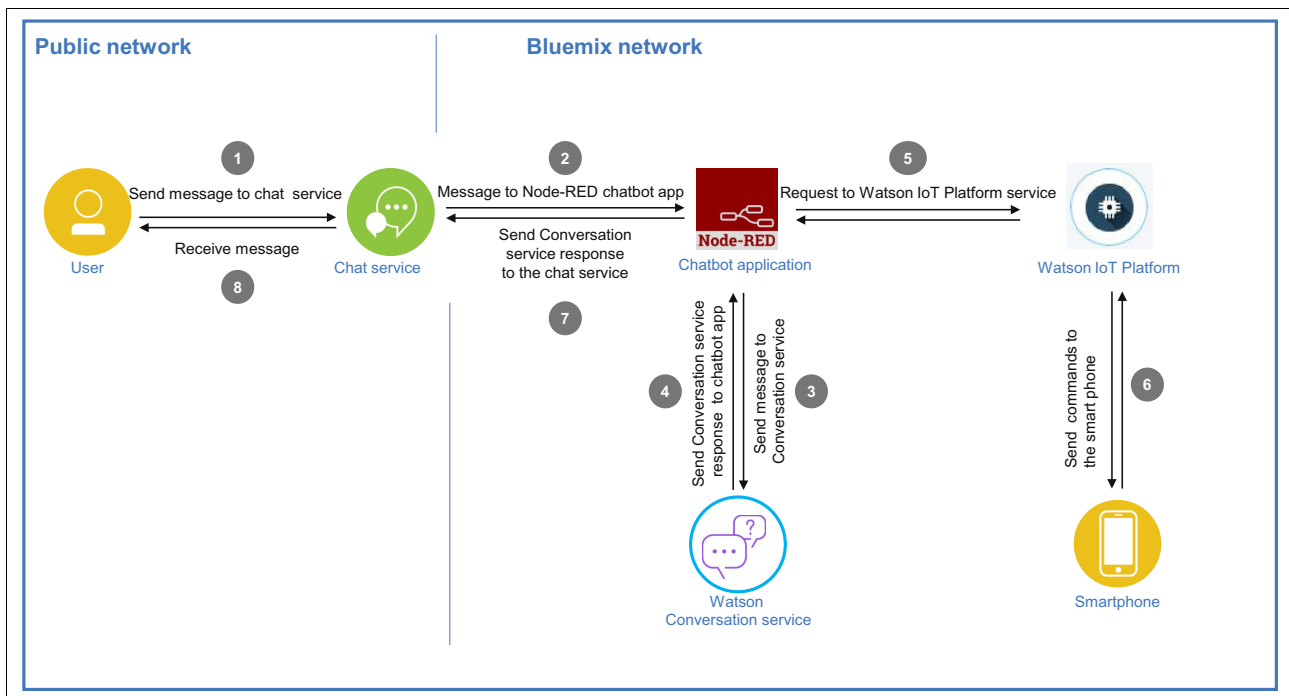 Public network
Bluemix network
1
2
5
Send message to chat service
Message to Node-RED chatbot app
Request to Watson IoT Platform service
Receive message
Send Conversation
service response
to the chat service
Node-RED
User
Chat service
Chatbot application
Watson IoT Platform
8
7
4
Send Conversation service
response to chatbot app
Send message to
Conversation service
3
Send commands to
the smart phone
6
?
Watson
Conversation service
Smartphone